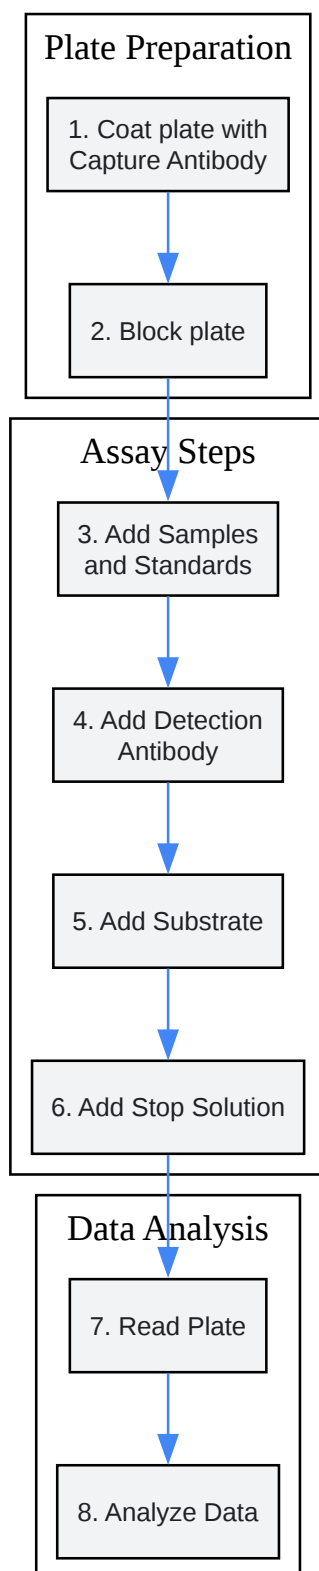 Plate Preparation
1. Coat plate with
Capture Antibody
2. Block plate
Assay Steps
3. Add Samples
and Standards
4. Add Detection
Antibody
5. Add Substrate
6. Add Stop Solution
Data Analysis
7. Read Plate
8. Analyze Data